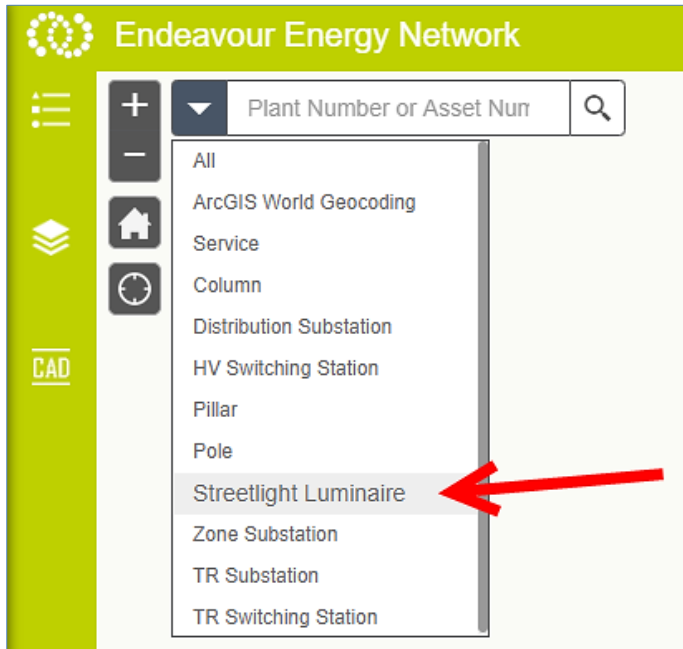 Endeavour Energy Network
Plant Number or Asset Num
All
ArcGIS World Geocoding
Service
Column
Distribution Substation
HV Switching Station
Pillar
CAD
Pole
Streetlight Luminaire
Zone Substation
TR Substation
TR Switching Station